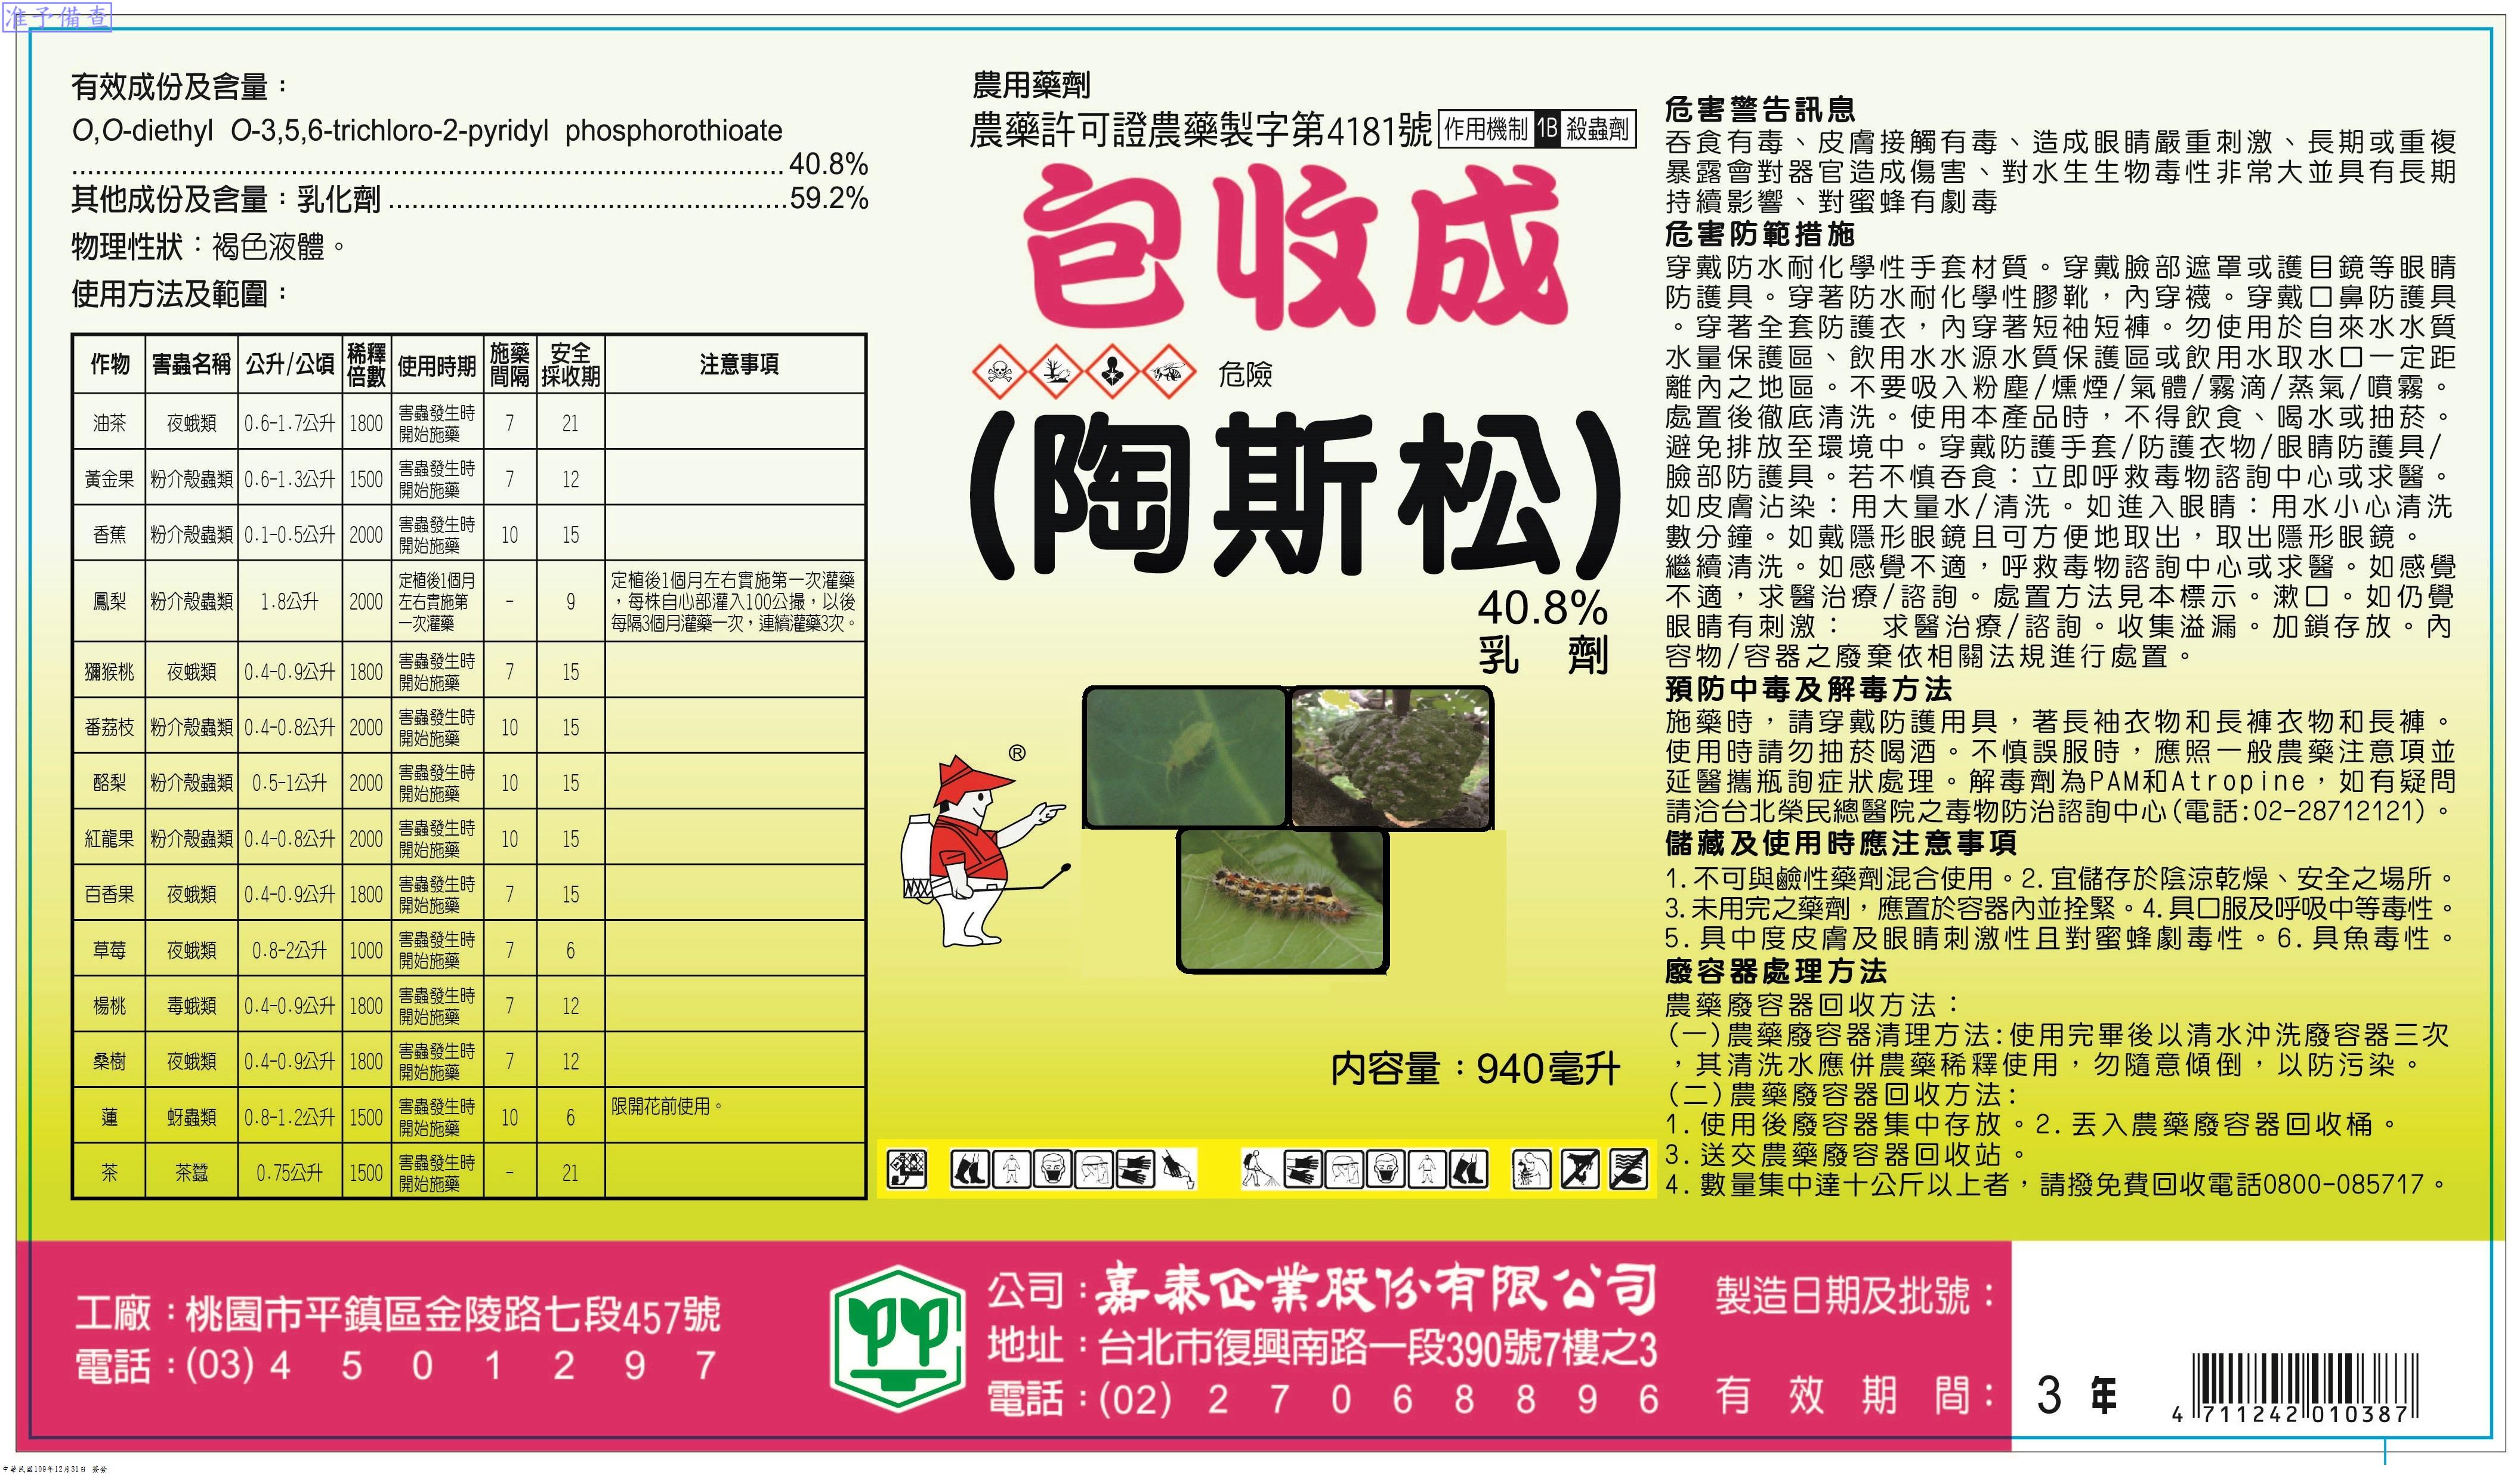 准予備查
有效成份及含量：
O,O-diethyl O-3,5,6-trichloro-2-pyridyl phosphorothioate
........................................................................................ 40.8%
其他成份及含量：乳化劑 .................................................. 59.2%
物理性狀：褐色液體。
使用方法及範圍：
作物 害蟲名稱 公升/公頃 稀釋倍數 使用時期 施藥間隔 安全採收期 注意事項
油茶 夜蛾類 0.6-1.7公升 1800 害蟲發生時開始施藥 7 21
黃金果 粉介殼蟲類 0.6-1.3公升 1500 害蟲發生時開始施藥 7 12
香蕉 粉介殼蟲類 0.1-0.5公升 2000 害蟲發生時開始施藥 10 15
鳳梨 粉介殼蟲類 1.8公升 2000 定植後1個月左右實施第一次灌藥 - 9 定植後1個月左右實施第一次灌藥，每株自心部灌入100公撮，以後每隔3個月灌藥一次，連續灌藥3次。
獼猴桃 夜蛾類 0.4-0.9公升 1800 害蟲發生時開始施藥 7 15
番荔枝 粉介殼蟲類 0.4-0.8公升 2000 害蟲發生時開始施藥 10 15
酪梨 粉介殼蟲類 0.5-1公升 2000 害蟲發生時開始施藥 10 15
紅龍果 粉介殼蟲類 0.4-0.8公升 2000 害蟲發生時開始施藥 10 15
百香果 夜蛾類 0.4-0.9公升 1800 害蟲發生時開始施藥 7 15
草莓 夜蛾類 0.8-2公升 1000 害蟲發生時開始施藥 7 6
楊桃 毒蛾類 0.4-0.9公升 1800 害蟲發生時開始施藥 7 12
桑樹 夜蛾類 0.4-0.9公升 1800 害蟲發生時開始施藥 7 12
蓮 蚜蟲類 0.8-1.2公升 1500 害蟲發生時開始施藥 10 6 限開花前使用。
茶 茶蠶 0.75公升 1500 害蟲發生時開始施藥 - 21
農用藥劑
農藥許可證農藥製字第4181號 作用機制 1B 殺蟲劑
包收成
危險
(陶斯松)
40.8%
乳 劑
®
內容量：940毫升
危害警告訊息
吞食有毒、皮膚接觸有毒、造成眼睛嚴重刺激、長期或重複
暴露會對器官造成傷害、對水生生物毒性非常大並具有長期
持續影響、對蜜蜂有劇毒
危害防範措施
穿戴防水耐化學性手套材質。穿戴臉部遮罩或護目鏡等眼睛
防護具。穿著防水耐化學性膠靴，內穿襪。穿戴口鼻防護具
。穿著全套防護衣，內穿著短袖短褲。勿使用於自來水水質
水量保護區、飲用水水源水質保護區或飲用水取水口一定距
離內之地區。不要吸入粉塵/燻煙/氣體/霧滴/蒸氣/噴霧。
處置後徹底清洗。使用本產品時，不得飲食、喝水或抽菸。
避免排放至環境中。穿戴防護手套/防護衣物/眼睛防護具/
臉部防護具。若不慎吞食：立即呼救毒物諮詢中心或求醫。
如皮膚沾染：用大量水/清洗。如進入眼睛：用水小心清洗
數分鐘。如戴隱形眼鏡且可方便地取出，取出隱形眼鏡。
繼續清洗。如感覺不適，呼救毒物諮詢中心或求醫。如感覺
不適，求醫治療/諮詢。處置方法見本標示。漱口。如仍覺
眼睛有刺激： 求醫治療/諮詢。收集溢漏。加鎖存放。內
容物/容器之廢棄依相關法規進行處置。
預防中毒及解毒方法
施藥時，請穿戴防護用具，著長袖衣物和長褲衣物和長褲。
使用時請勿抽菸喝酒。不慎誤服時，應照一般農藥注意項並
延醫攜瓶詢症狀處理。解毒劑為PAM和Atropine，如有疑問
請洽台北榮民總醫院之毒物防治諮詢中心(電話:02-28712121)。
儲藏及使用時應注意事項
1.不可與鹼性藥劑混合使用。2.宜儲存於陰涼乾燥、安全之場所。
3.未用完之藥劑，應置於容器內並拴緊。4.具口服及呼吸中等毒性。
5.具中度皮膚及眼睛刺激性且對蜜蜂劇毒性。6.具魚毒性。
廢容器處理方法
農藥廢容器回收方法：
(一)農藥廢容器清理方法:使用完畢後以清水沖洗廢容器三次
，其清洗水應併農藥稀釋使用，勿隨意傾倒，以防污染。
(二)農藥廢容器回收方法:
1.使用後廢容器集中存放。2.丟入農藥廢容器回收桶。
3.送交農藥廢容器回收站。
4.數量集中達十公斤以上者，請撥免費回收電話0800-085717。
工廠：桃園市平鎮區金陵路七段457號
電話：(03) 4 5 0 1 2 9 7
公司：嘉泰企業股份有限公司
地址：台北市復興南路一段390號7樓之3
電話：(02) 2 7 0 6 8 8 9 6
製造日期及批號：
有 效 期 間： 3 年
4 711242 010387
中華民國109年12月31日 簽發